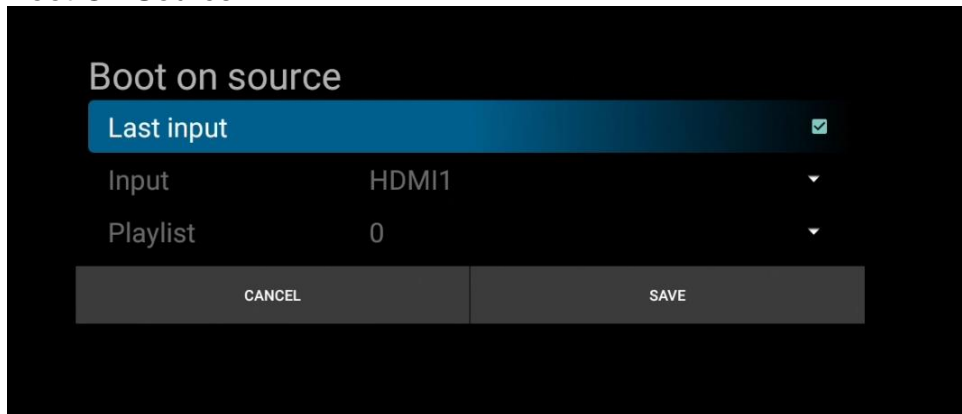 Boot on source
Last input
Input HDMI1
Playlist 0
CANCEL SAVE